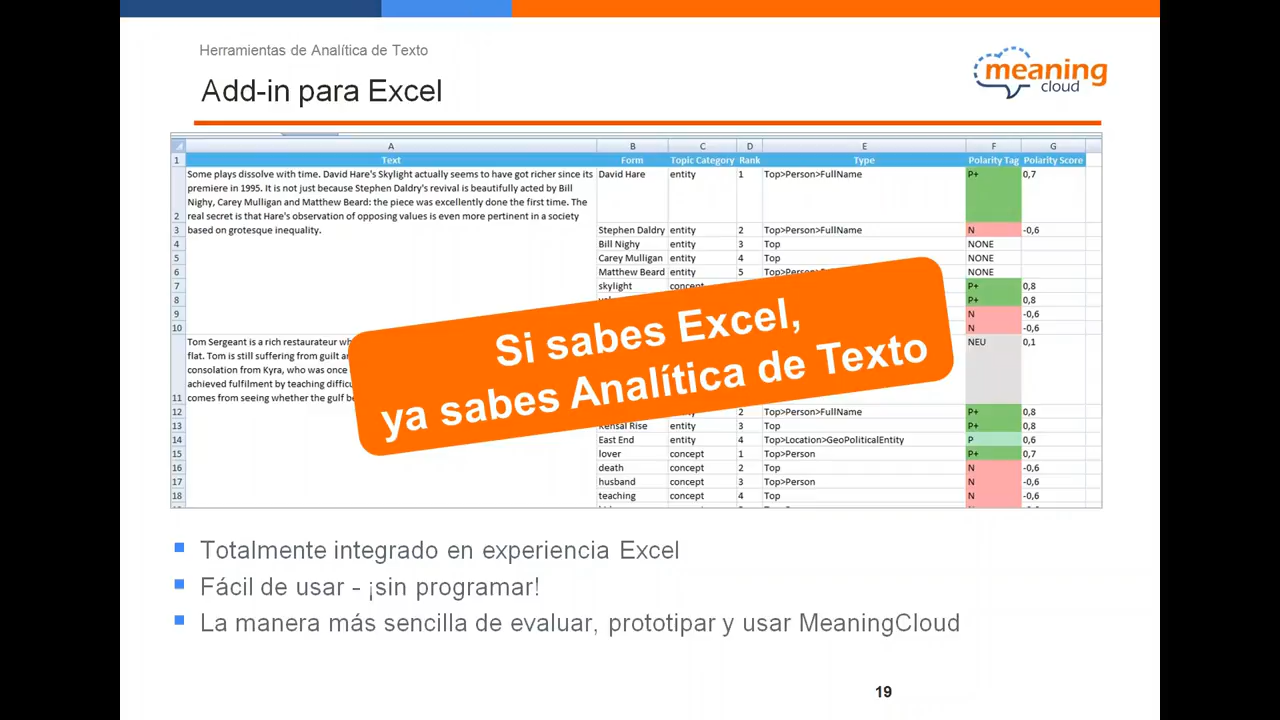 Herramientas de Analítica de Texto
Add-in para Excel
meaning
cloud
A B C D E F G
1 Text Form Topic Category Rank Type Polarity Tag Polarity Score
Some plays dissolve with time. David Hare's Skylight actually seems to have got richer since its David Hare entity 1 Top>Person>FullName P+ 0,7
premiere in 1995. It is not just because Stephen Daldry's revival is beautifully acted by Bill
Nighy, Carey Mulligan and Matthew Beard: the piece was excellently done the first time. The
2 real secret is that Hare's observation of opposing values is even more pertinent in a society
3 based on grotesque inequality. Stephen Daldry entity 2 Top>Person>FullName N -0,6
4 Bill Nighy entity 3 Top NONE
5 Carey Mulligan entity 4 Top NONE
6 Matthew Beard entity 5 NONE
7 skylight P+ 0,8
8 P+ 0,8
9 N -0,6
10 N -0,6
Tom Sergeant is a rich restaurateur NEU 0,1
flat. Tom is still suffering from guilt
consolation from Kyra, who was once
achieved fulfilment by teaching
11 comes from seeing whether the gulf
12 2 Top>Person>FullName P+ 0,8
13 Kensal Rise entity 3 Top P+ 0,8
14 East End entity 4 Top>Location>GeoPoliticalEntity P 0,6
15 lover concept 1 Top>Person P+ 0,7
16 death concept 2 Top N -0,6
17 husband concept 3 Top>Person N -0,6
18 teaching concept 4 Top N -0,6
Si sabes Excel,
ya sabes Analítica de Texto
Totalmente integrado en experiencia Excel
Fácil de usar - ¡sin programar!
La manera más sencilla de evaluar, prototipar y usar MeaningCloud
19